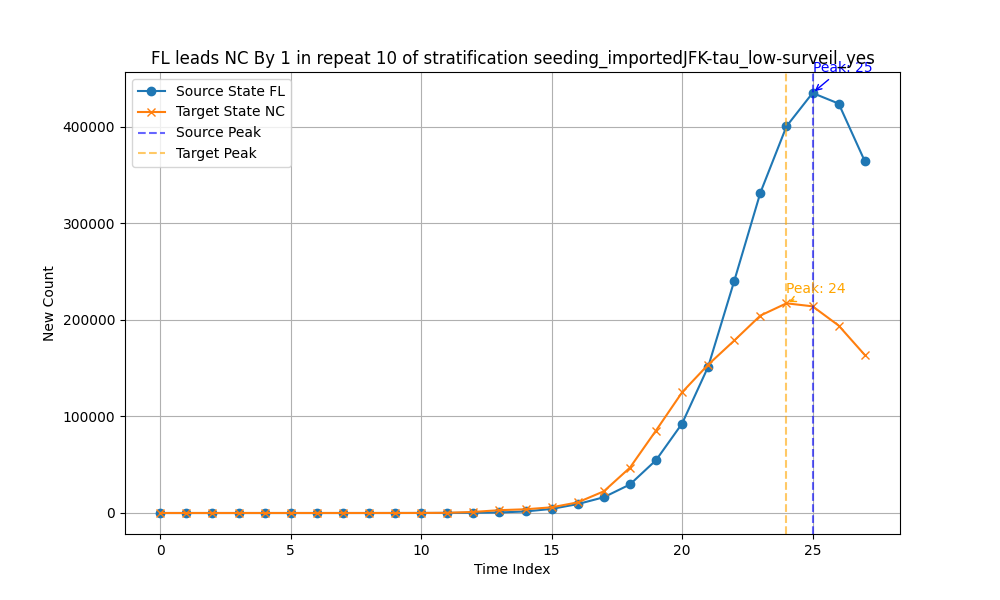 FL leads NC By 1 in repeat 10 of stratification seeding_importedJFK-tau_low-surveil_yes
Peak: 25
Source State FL
Target State NC
Source Peak
Target Peak
400000
300000
Peak: 24
200000
100000
0
New Count
0 5 10 15 20 25
Time Index